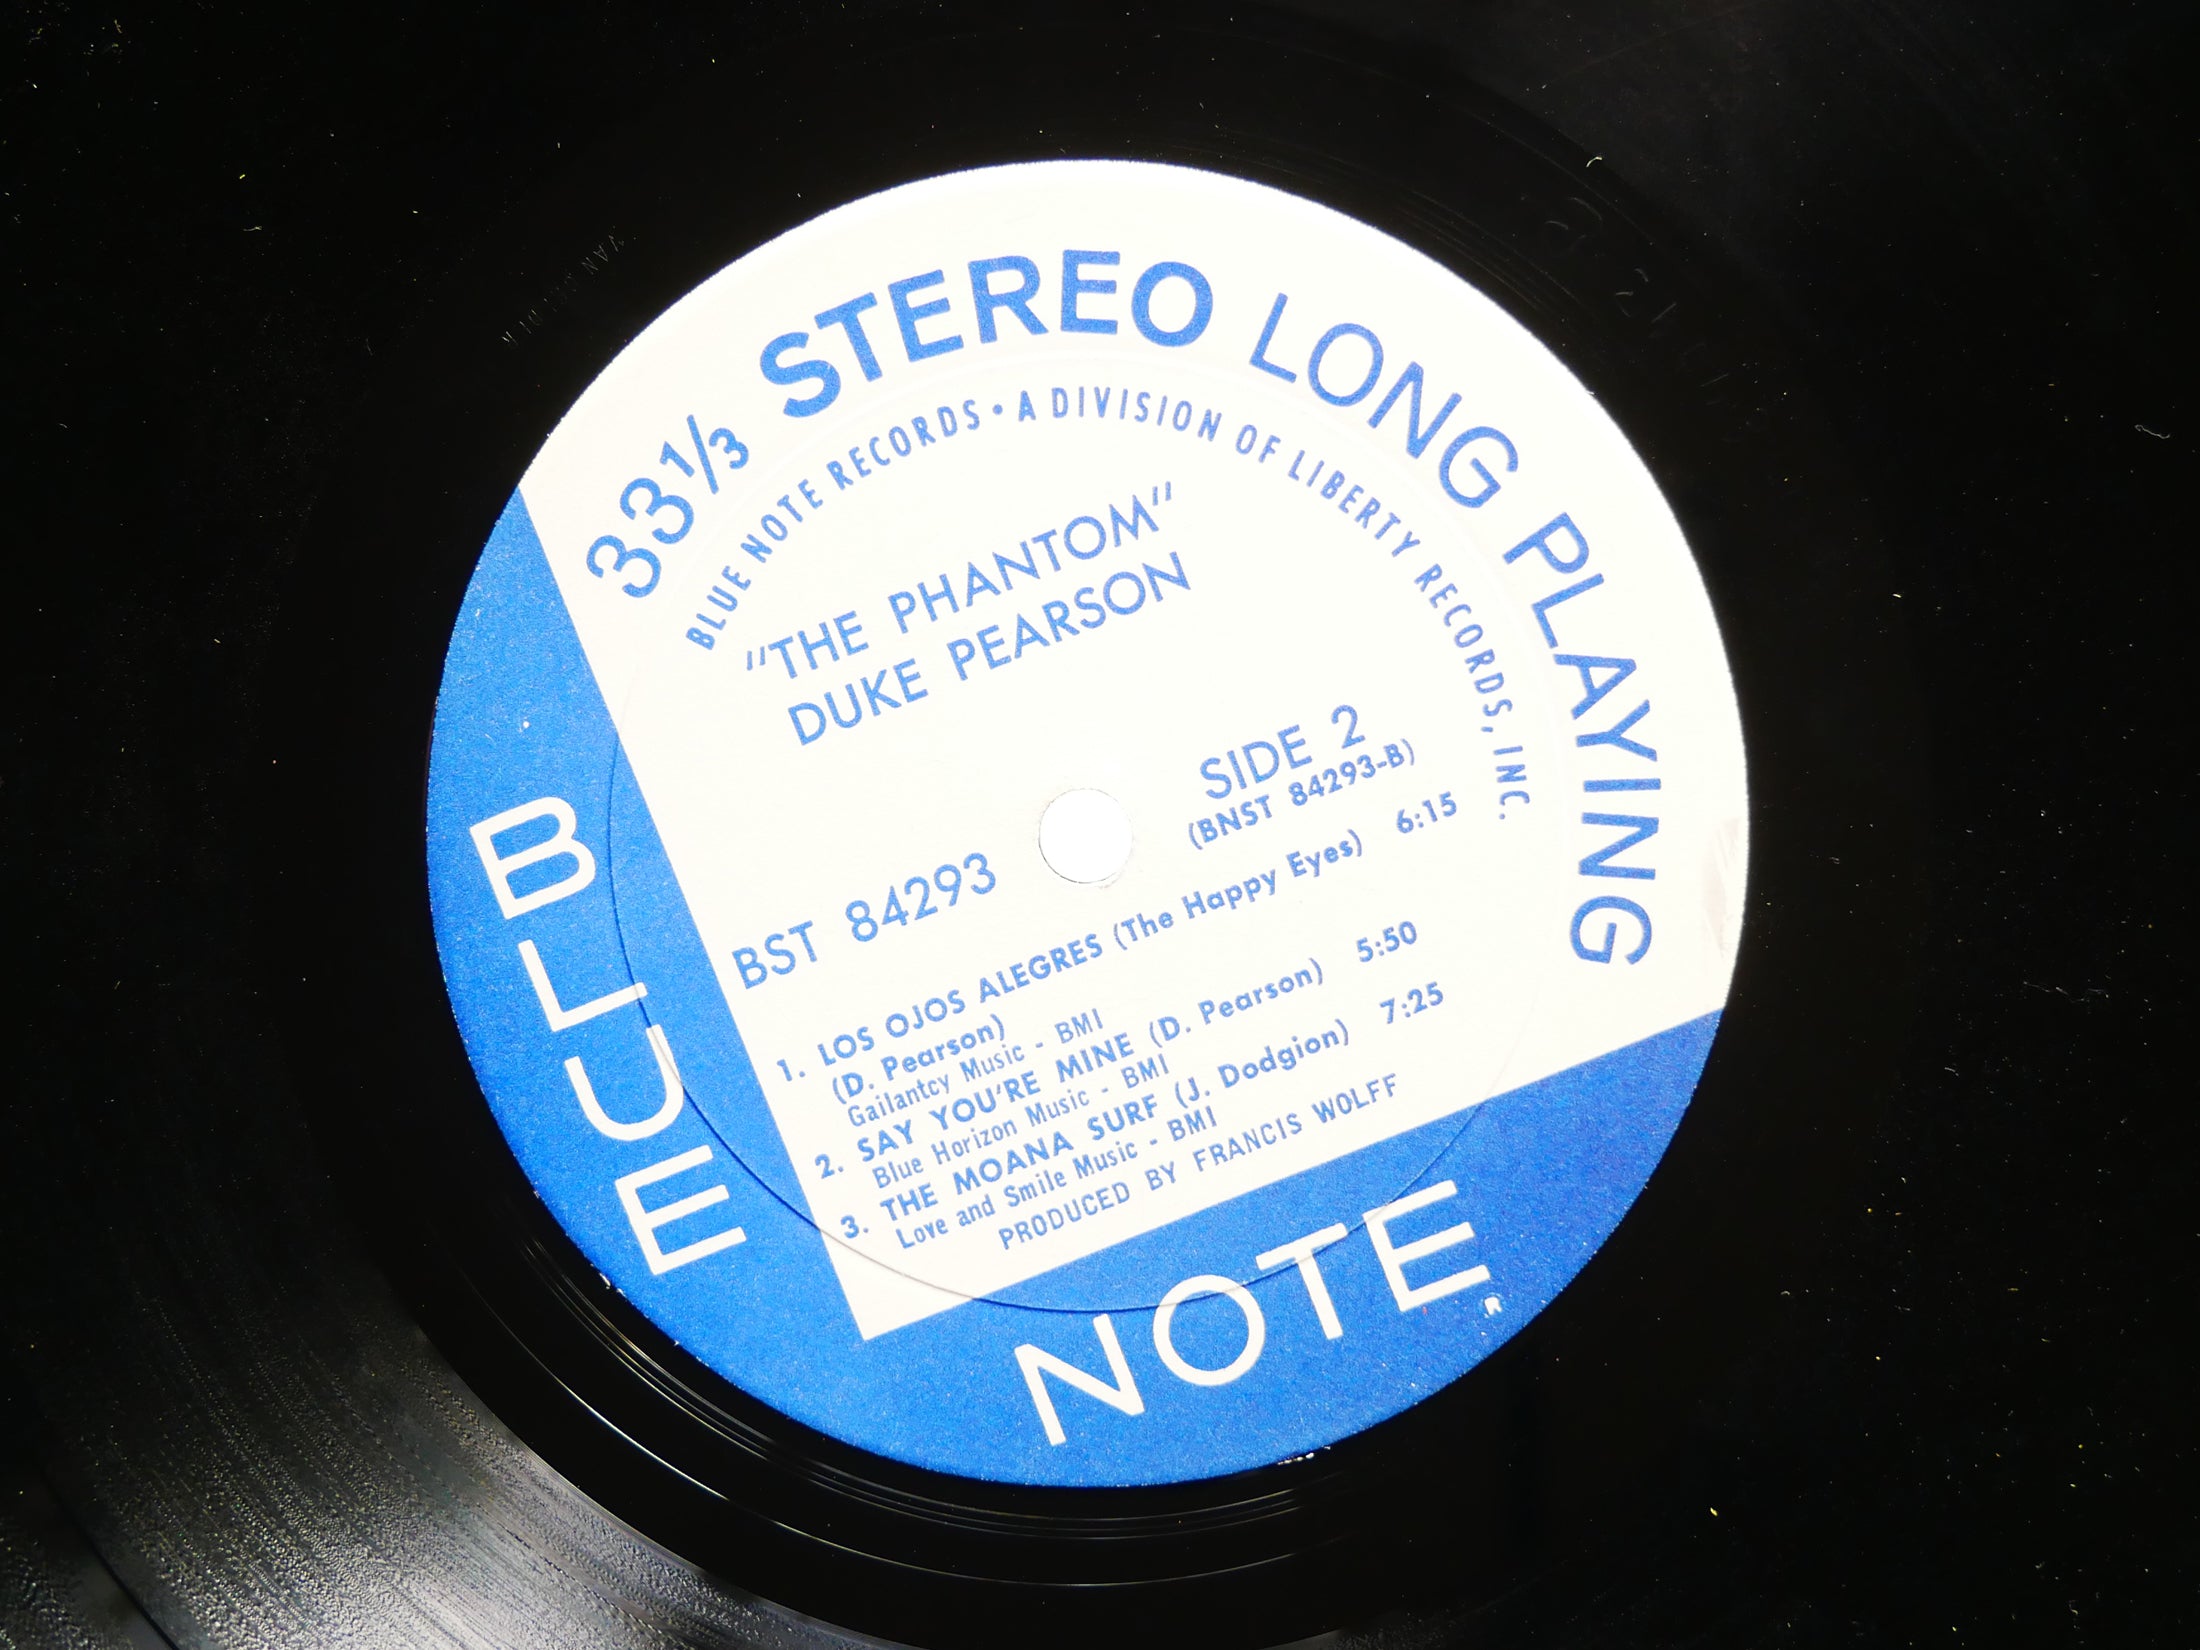 33⅓ STEREO LONG PLAYING
BLUE NOTE RECORDS • A DIVISION OF LIBERTY RECORDS, INC.
"THE PHANTOM"
DUKE PEARSON
SIDE 2
(BNST 84293-B)
BST 84293
1. LOS OJOS ALEGRES (The Happy Eyes) 6:15
(D. Pearson)
Gailantcy Music - BMI
2. SAY YOU'RE MINE (D. Pearson) 5:50
Blue Horizon Music - BMI
3. THE MOANA SURF (J. Dodgion) 7:25
Love and Smile Music - BMI
PRODUCED BY FRANCIS WOLFF
BLUE
NOTE®
VAN